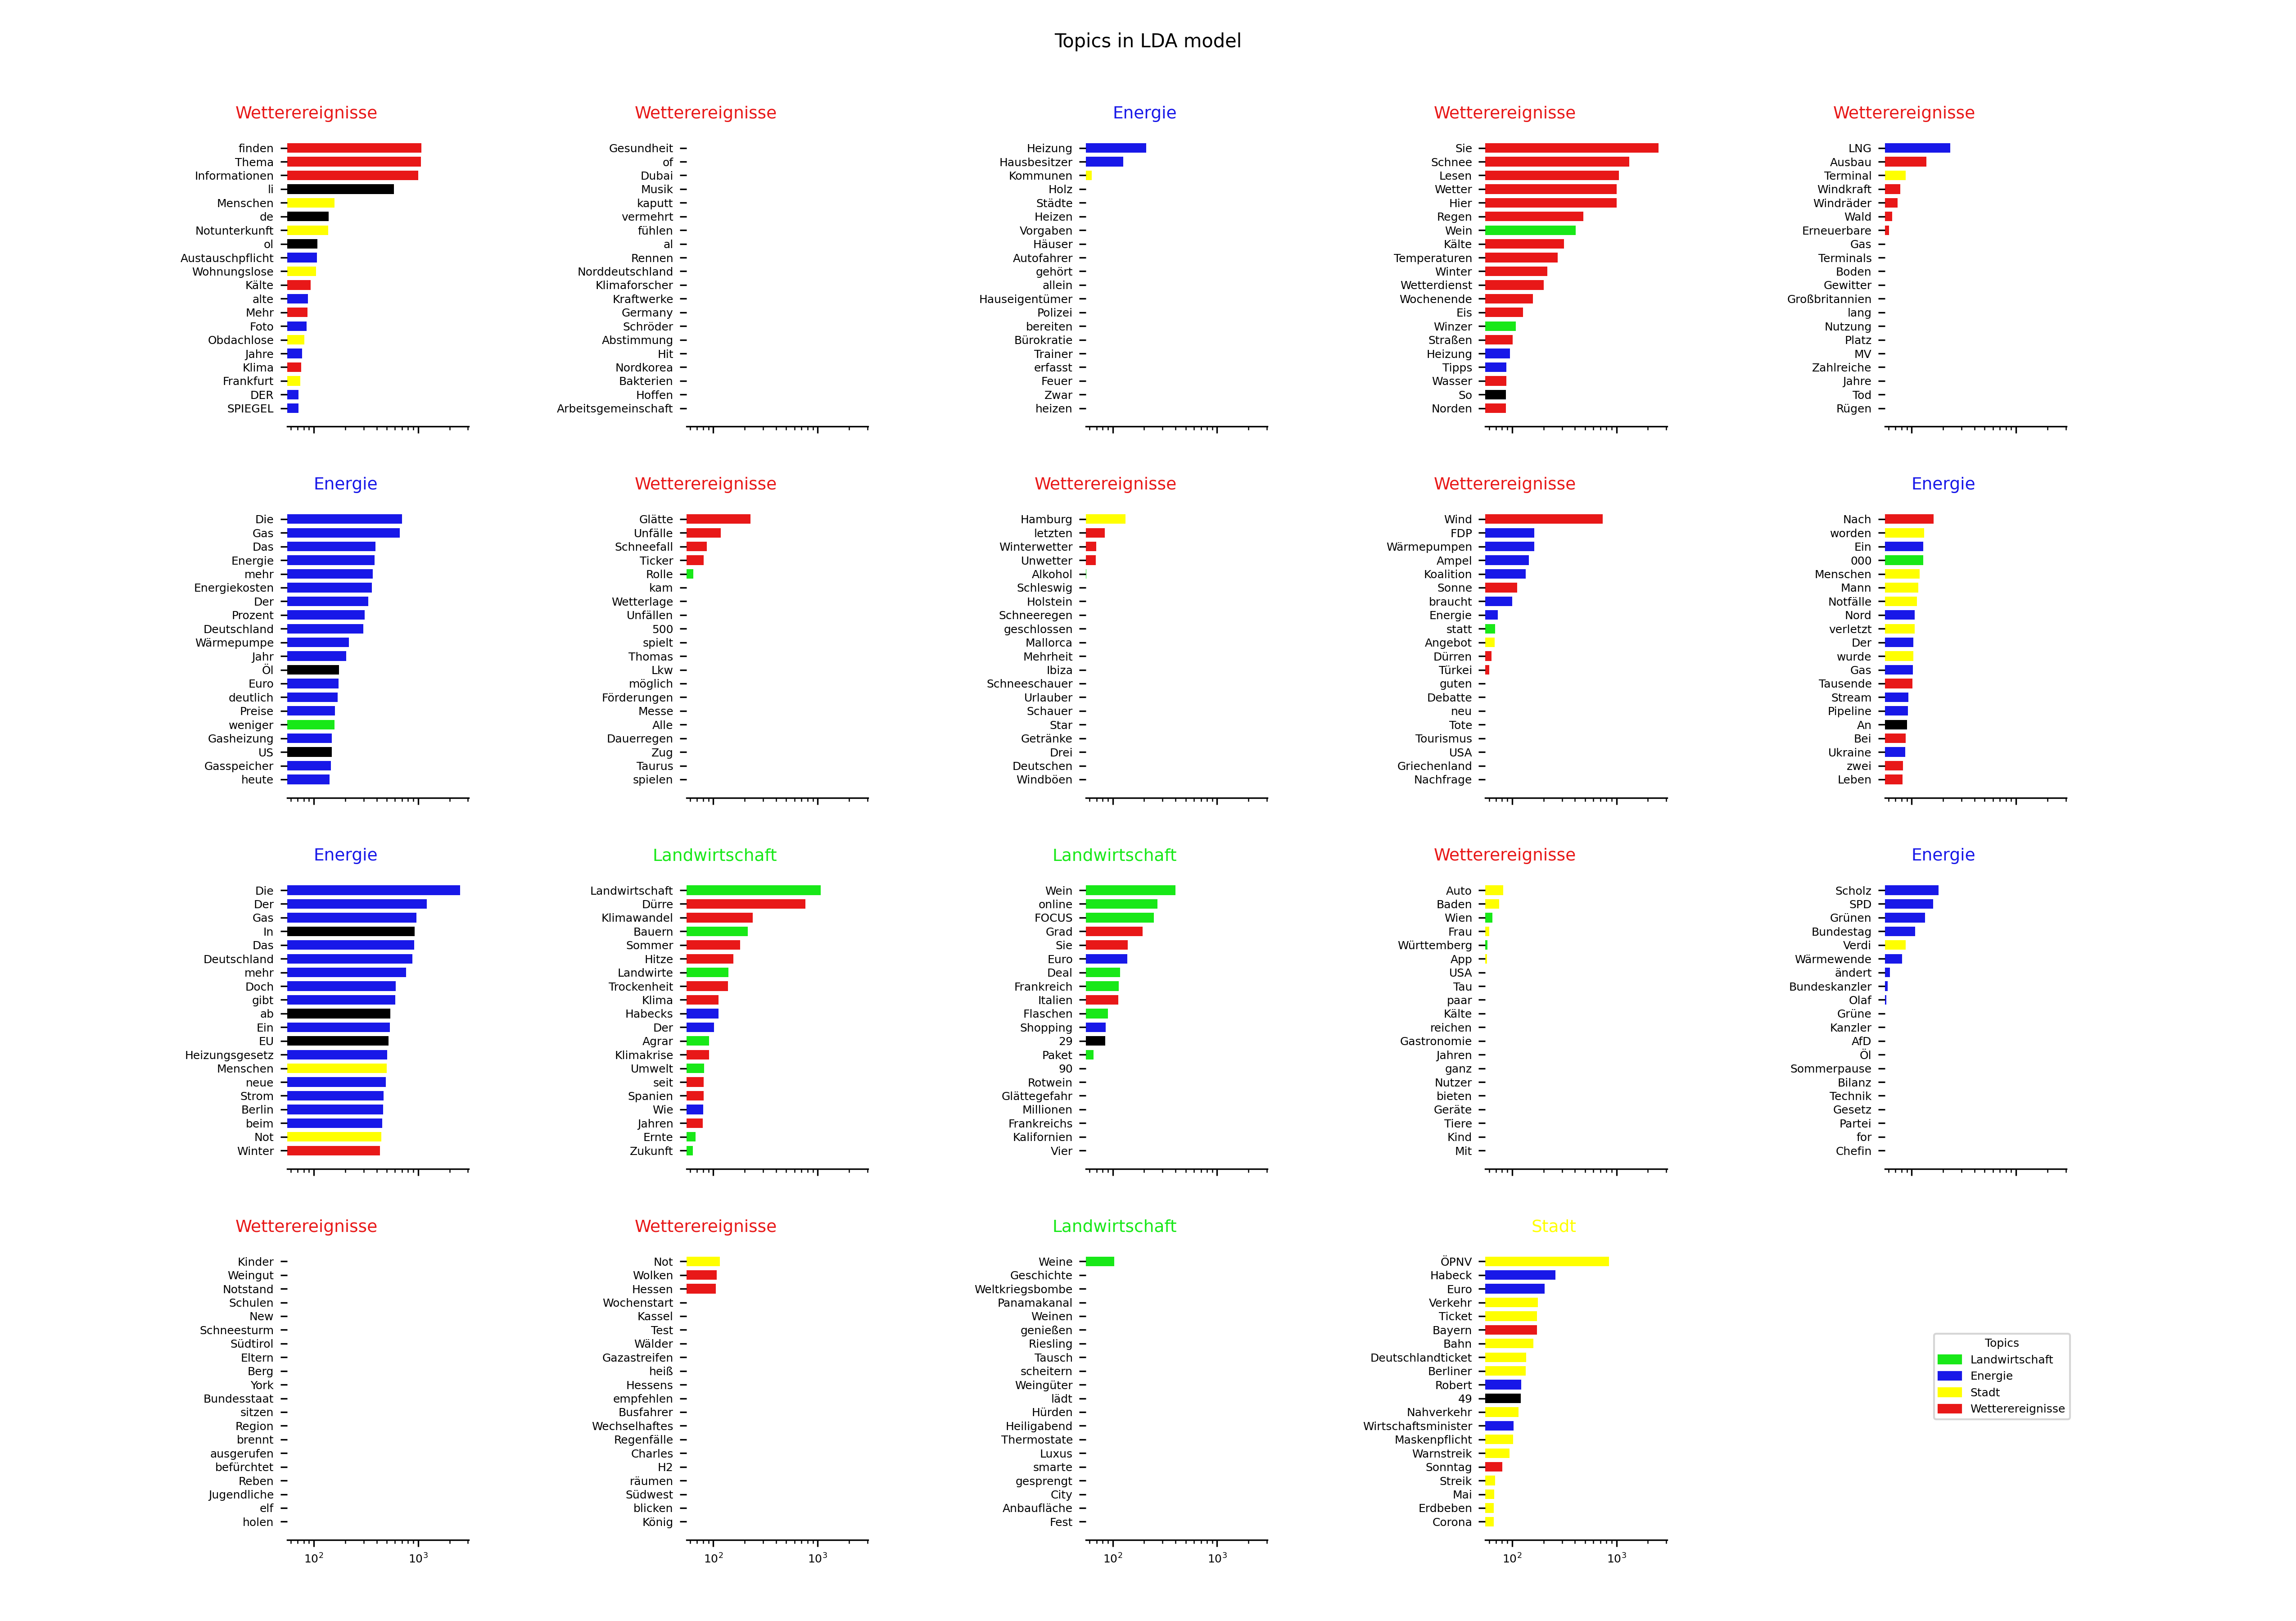 Topics in LDA model
Wetterereignisse
finden
Thema
Informationen
li
Menschen
de
Notunterkunft
ol
Austauschpflicht
Wohnungslose
Kälte
alte
Mehr
Foto
Obdachlose
Jahre
Klima
Frankfurt
DER
SPIEGEL
Wetterereignisse
Gesundheit
of
Dubai
Musik
kaputt
vermehrt
fühlen
al
Rennen
Norddeutschland
Klimaforscher
Kraftwerke
Germany
Schröder
Abstimmung
Hit
Nordkorea
Bakterien
Hoffen
Arbeitsgemeinschaft
Energie
Heizung
Hausbesitzer
Kommunen
Holz
Städte
Heizen
Vorgaben
Häuser
Autofahrer
gehört
allein
Hauseigentümer
Polizei
bereiten
Bürokratie
Trainer
erfasst
Feuer
Zwar
heizen
Wetterereignisse
Sie
Schnee
Lesen
Wetter
Hier
Regen
Wein
Kälte
Temperaturen
Winter
Wetterdienst
Wochenende
Eis
Winzer
Straßen
Heizung
Tipps
Wasser
So
Norden
Wetterereignisse
LNG
Ausbau
Terminal
Windkraft
Windräder
Wald
Erneuerbare
Gas
Terminals
Boden
Gewitter
Großbritannien
lang
Nutzung
Platz
MV
Zahlreiche
Jahre
Tod
Rügen
Energie
Die
Gas
Das
Energie
mehr
Energiekosten
Der
Prozent
Deutschland
Wärmepumpe
Jahr
Öl
Euro
deutlich
Preise
weniger
Gasheizung
US
Gasspeicher
heute
Wetterereignisse
Glätte
Unfälle
Schneefall
Ticker
Rolle
kam
Wetterlage
Unfällen
500
spielt
Thomas
Lkw
möglich
Förderungen
Messe
Alle
Dauerregen
Zug
Taurus
spielen
Wetterereignisse
Hamburg
letzten
Winterwetter
Unwetter
Alkohol
Schleswig
Holstein
Schneeregen
geschlossen
Mallorca
Mehrheit
Ibiza
Schneeschauer
Urlauber
Schauer
Star
Getränke
Drei
Deutschen
Windböen
Wetterereignisse
Wind
FDP
Wärmepumpen
Ampel
Koalition
Sonne
braucht
Energie
statt
Angebot
Dürren
Türkei
guten
Debatte
neu
Tote
Tourismus
USA
Griechenland
Nachfrage
Energie
Nach
worden
Ein
000
Menschen
Mann
Notfälle
Nord
verletzt
Der
wurde
Gas
Tausende
Stream
Pipeline
An
Bei
Ukraine
zwei
Leben
Energie
Die
Der
Gas
In
Das
Deutschland
mehr
Doch
gibt
ab
Ein
EU
Heizungsgesetz
Menschen
neue
Strom
Berlin
beim
Not
Winter
Landwirtschaft
Landwirtschaft
Dürre
Klimawandel
Bauern
Sommer
Hitze
Landwirte
Trockenheit
Klima
Habecks
Der
Agrar
Klimakrise
Umwelt
seit
Spanien
Wie
Jahren
Ernte
Zukunft
Landwirtschaft
Wein
online
FOCUS
Grad
Sie
Euro
Deal
Frankreich
Italien
Flaschen
Shopping
29
Paket
90
Rotwein
Glättegefahr
Millionen
Frankreichs
Kalifornien
Vier
Wetterereignisse
Auto
Baden
Wien
Frau
Württemberg
App
USA
Tau
paar
Kälte
reichen
Gastronomie
Jahren
ganz
Nutzer
bieten
Geräte
Tiere
Kind
Mit
Energie
Scholz
SPD
Grünen
Bundestag
Verdi
Wärmewende
ändert
Bundeskanzler
Olaf
Grüne
Kanzler
AfD
Öl
Sommerpause
Bilanz
Technik
Gesetz
Partei
for
Chefin
Wetterereignisse
Kinder
Weingut
Notstand
Schulen
New
Schneesturm
Südtirol
Eltern
Berg
York
Bundesstaat
sitzen
Region
brennt
ausgerufen
befürchtet
Reben
Jugendliche
elf
holen
10²
10³
Wetterereignisse
Not
Wolken
Hessen
Wochenstart
Kassel
Test
Wälder
Gazastreifen
heiß
Hessens
empfehlen
Busfahrer
Wechselhaftes
Regenfälle
Charles
H2
räumen
Südwest
blicken
König
10²
10³
Landwirtschaft
Weine
Geschichte
Weltkriegsbombe
Panamakanal
Weinen
genießen
Riesling
Tausch
scheitern
Weingüter
lädt
Hürden
Heiligabend
Thermostate
Luxus
smarte
gesprengt
City
Anbaufläche
Fest
10²
10³
Stadt
ÖPNV
Habeck
Euro
Verkehr
Ticket
Bayern
Bahn
Deutschlandticket
Berliner
Robert
49
Nahverkehr
Wirtschaftsminister
Maskenpflicht
Warnstreik
Sonntag
Streik
Mai
Erdbeben
Corona
10²
10³
Topics
Landwirtschaft
Energie
Stadt
Wetterereignisse